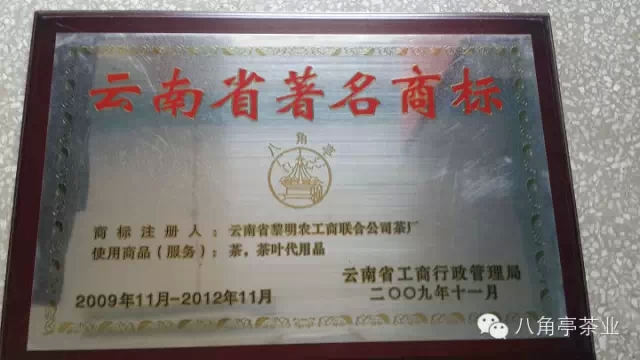 云南省著名商标
八角亭
商标注册人：云南省黎明农工商联合公司茶厂
使用商品（服务）：茶，茶叶代用品
云南省工商行政管理局
2009年11月-2012年11月
二〇〇九年十一月
八角亭茶业